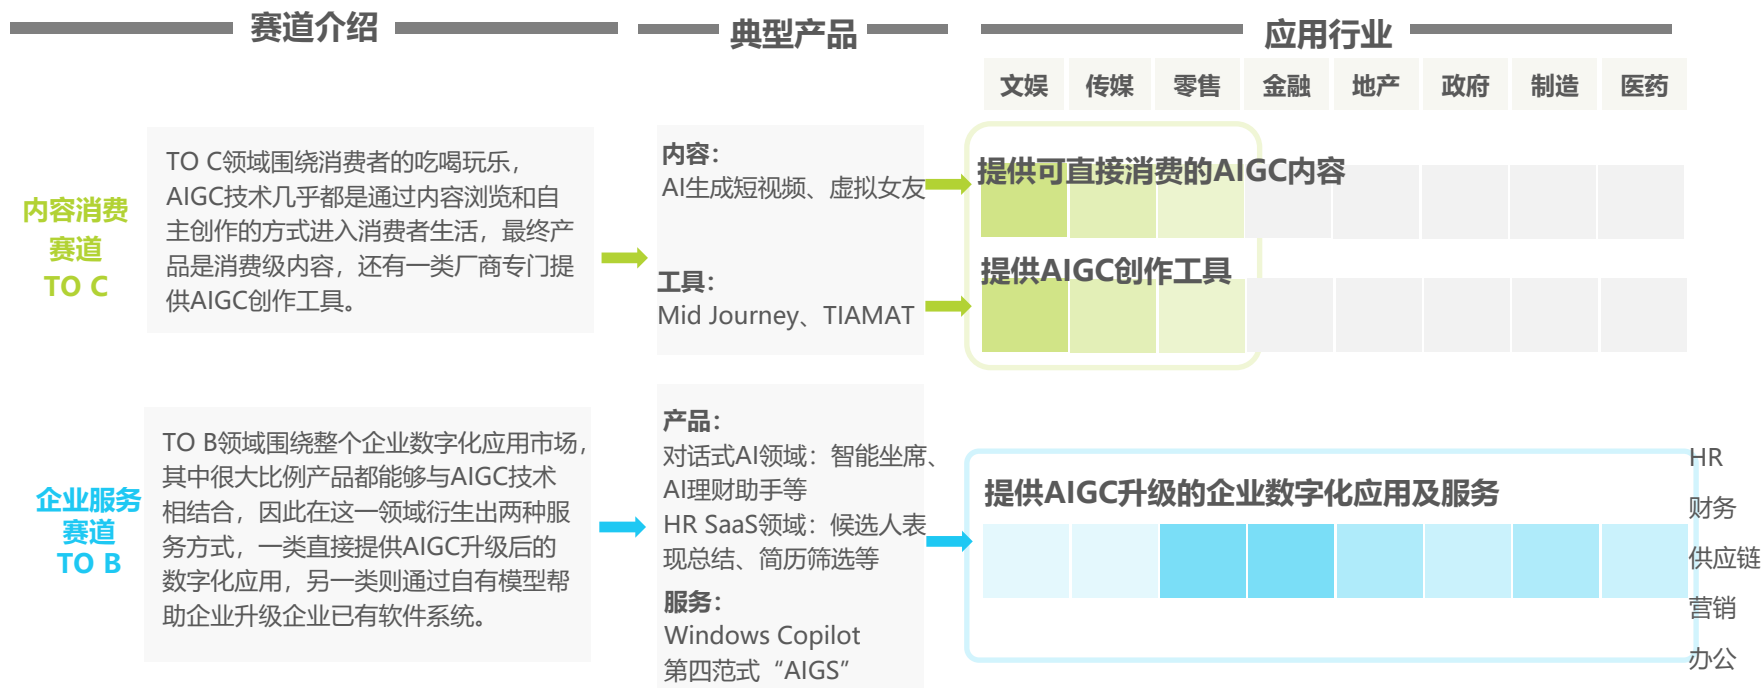 赛道介绍
典型产品
应用行业
文娱 传媒 零售 金融 地产 政府 制造 医药
内容消费
赛道
TO C
TO C领域围绕消费者的吃喝玩乐，
AIGC技术几乎都是通过内容浏览和自
主创作的方式进入消费者生活，最终产
品是消费级内容，还有一类厂商专门提
供AIGC创作工具。
内容：
AI生成短视频、虚拟女友
工具：
Mid Journey、TIAMAT
提供可直接消费的AIGC内容
提供AIGC创作工具
企业服务
赛道
TO B
TO B领域围绕整个企业数字化应用市场，
其中很大比例产品都能够与AIGC技术
相结合，因此在这一领域衍生出两种服
务方式，一类直接提供AIGC升级后的
数字化应用，另一类则通过自有模型帮
助企业升级企业已有软件系统。
产品：
对话式AI领域：智能坐席、
AI理财助手等
HR SaaS领域：候选人表
现总结、简历筛选等
服务：
Windows Copilot
第四范式“AIGS”
提供AIGC升级的企业数字化应用及服务
HR
财务
供应链
营销
办公